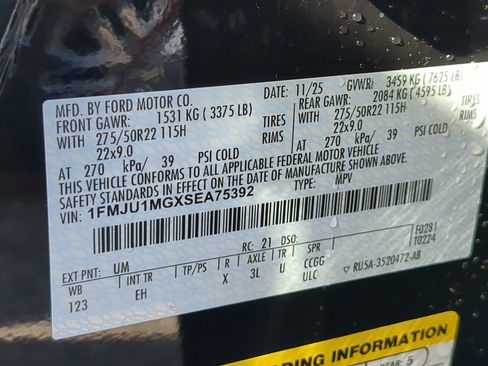 MFD. BY FORD MOTOR CO.
DATE: 11/25 GVWR: 3459 KG ( 7625 LB)
FRONT GAWR: 1531 KG ( 3375 LB) REAR GAWR: 2084 KG ( 4595 LB)
WITH 275/50R22 115H TIRES WITH 275/50R22 115H TIRES
22x9.0 RIMS 22x9.0 RIMS
AT 270 kPa/ 39 PSI COLD AT 270 kPa/ 39 PSI COLD
THIS VEHICLE CONFORMS TO ALL APPLICABLE FEDERAL MOTOR VEHICLE
SAFETY STANDARDS IN EFFECT ON THE DATE OF MANUFACTURE SHOWN ABOVE.
VIN: 1FMJU1MGXSEA75392 TYPE: MPV
F0281
T0224
EXT PNT: UM RC: 21 DSO:
WB INT TR TP/PS R AXLE TR SPR
123 EH X 3L U CCGG
ULC
RU5A-3520472-AB
ING INFORMATION
5